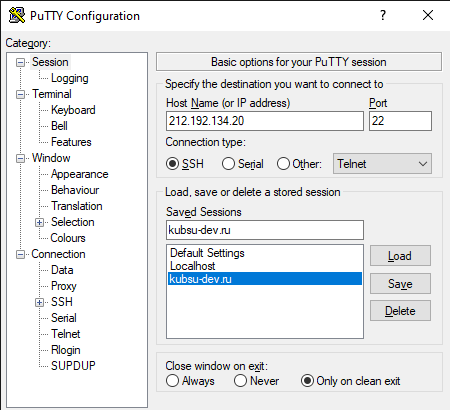 PuTTY Configuration
?
Category:
Session
Logging
Terminal
Keyboard
Bell
Features
Window
Appearance
Behaviour
Translation
Selection
Colours
Connection
Data
Proxy
SSH
Serial
Telnet
Rlogin
SUPDUP
Basic options for your PuTTY session
Specify the destination you want to connect to
Host Name (or IP address) Port
212.192.134.20 22
Connection type:
SSH Serial Other: Telnet
Load, save or delete a stored session
Saved Sessions
kubsu-dev.ru
Default Settings
Localhost
kubsu-dev.ru
Load
Save
Delete
Close window on exit:
Always Never Only on clean exit